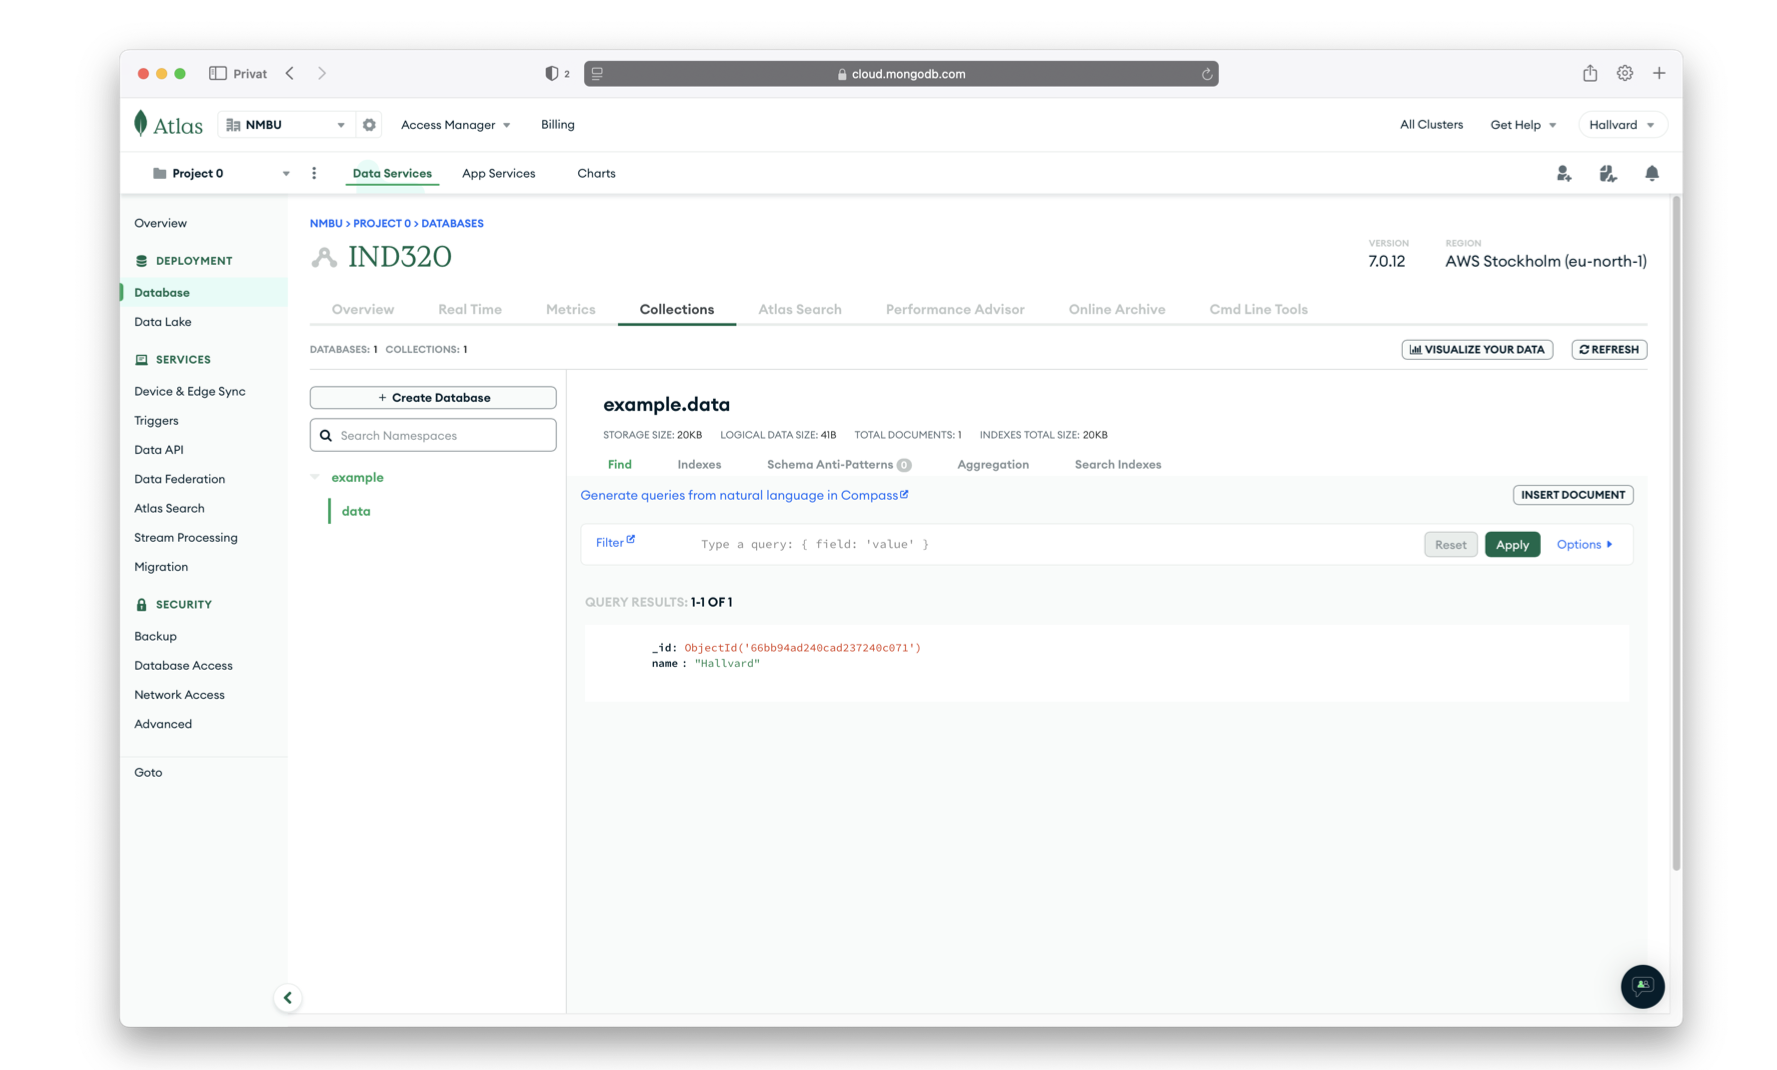 Privat
2
cloud.mongodb.com
Atlas
NMBU
Access Manager
Billing
All Clusters
Get Help
Hallvard
Project 0
Data Services
App Services
Charts
Overview
DEPLOYMENT
Database
Data Lake
SERVICES
Device & Edge Sync
Triggers
Data API
Data Federation
Atlas Search
Stream Processing
Migration
SECURITY
Backup
Database Access
Network Access
Advanced
Goto
NMBU > PROJECT 0 > DATABASES
IND320
VERSION
7.0.12
REGION
AWS Stockholm (eu-north-1)
Overview
Real Time
Metrics
Collections
Atlas Search
Performance Advisor
Online Archive
Cmd Line Tools
DATABASES: 1 COLLECTIONS: 1
VISUALIZE YOUR DATA
REFRESH
+ Create Database
Search Namespaces
example
data
example.data
STORAGE SIZE: 20KB LOGICAL DATA SIZE: 41B TOTAL DOCUMENTS: 1 INDEXES TOTAL SIZE: 20KB
Find
Indexes
Schema Anti-Patterns 0
Aggregation
Search Indexes
Generate queries from natural language in Compass
INSERT DOCUMENT
Filter
Type a query: { field: 'value' }
Reset
Apply
Options
QUERY RESULTS: 1-1 OF 1
_id: ObjectId('66bb94ad240cad237240c071')
name : "Hallvard"